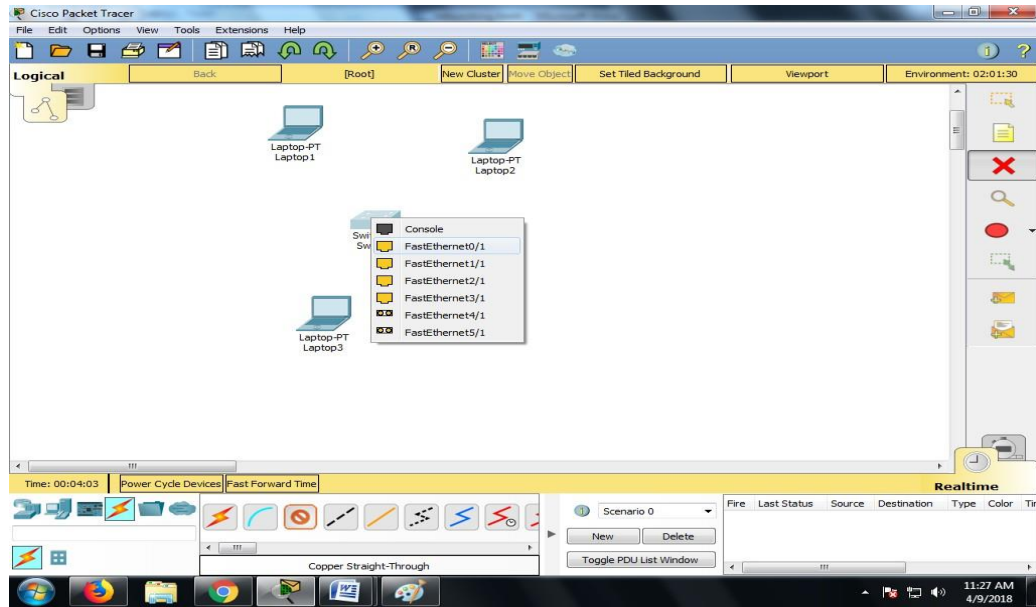 Cisco Packet Tracer
File Edit Options View Tools Extensions Help
Logical Back [Root] New Cluster Move Object Set Tiled Background Viewport Environment: 02:01:30
Laptop-PT
Laptop1
Laptop-PT
Laptop2
Console
FastEthernet0/1
FastEthernet1/1
FastEthernet2/1
FastEthernet3/1
FastEthernet4/1
FastEthernet5/1
Laptop-PT
Laptop3
Time: 00:04:03 Power Cycle Devices Fast Forward Time Realtime
Scenario 0
New Delete
Toggle PDU List Window
Fire Last Status Source Destination Type Color
Copper Straight-Through
11:27 AM
4/9/2018